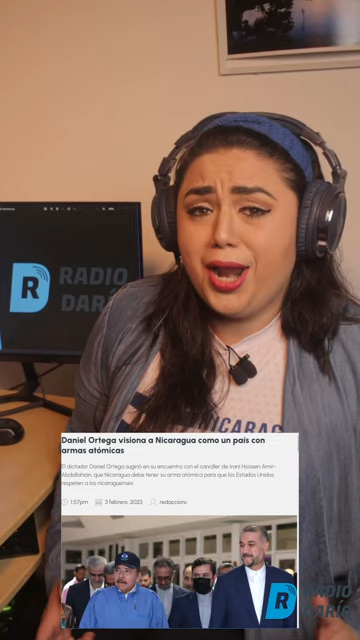 R
RADIO
DARÍO
NICARAG
Daniel Ortega visiona a Nicaragua como un país con
armas atómicas
El dictador Daniel Ortega sugirió en su encuentro con el canciller de Irani Hossein Amir-
Abdollahian, que Nicaragua debe tener su arma atómica para que los Estados Unidos
respeten a los nicaragüenses.
1:57pm 3 febrero, 2023 redaccionc
R
RADIO
DARÍO